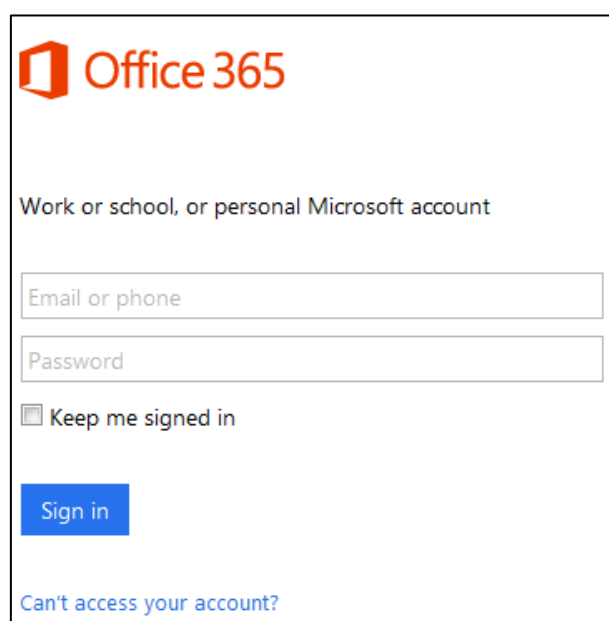 Office 365
Work or school, or personal Microsoft account
Email or phone
Password
Keep me signed in
Sign in
Can't access your account?